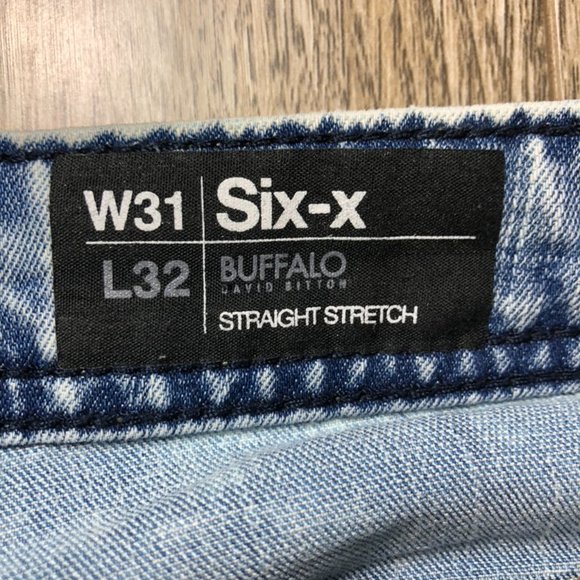 W31 Six-x
L32 BUFFALO
DAVID BITTON
STRAIGHT STRETCH